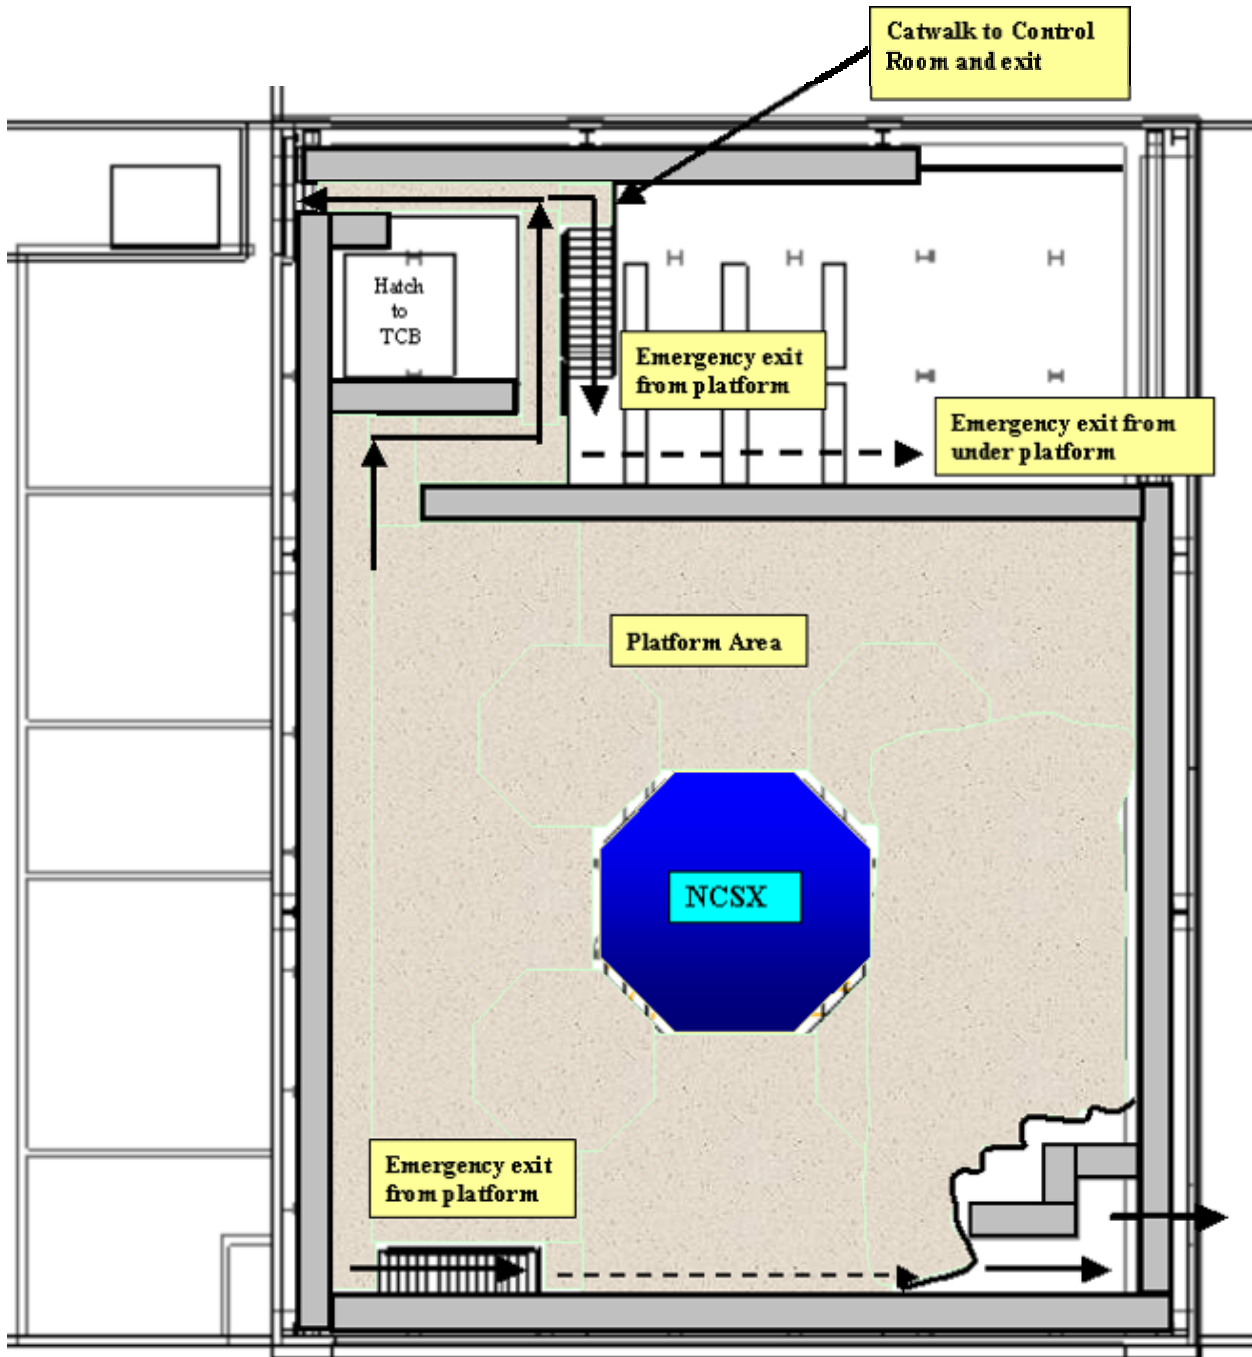 Catwalk to Control
Room and exit
Hatch
to
TCB
Emergency exit
from platform
Emergency exit from
under platform
Platform Area
NCSX
Emergency exit
from platform